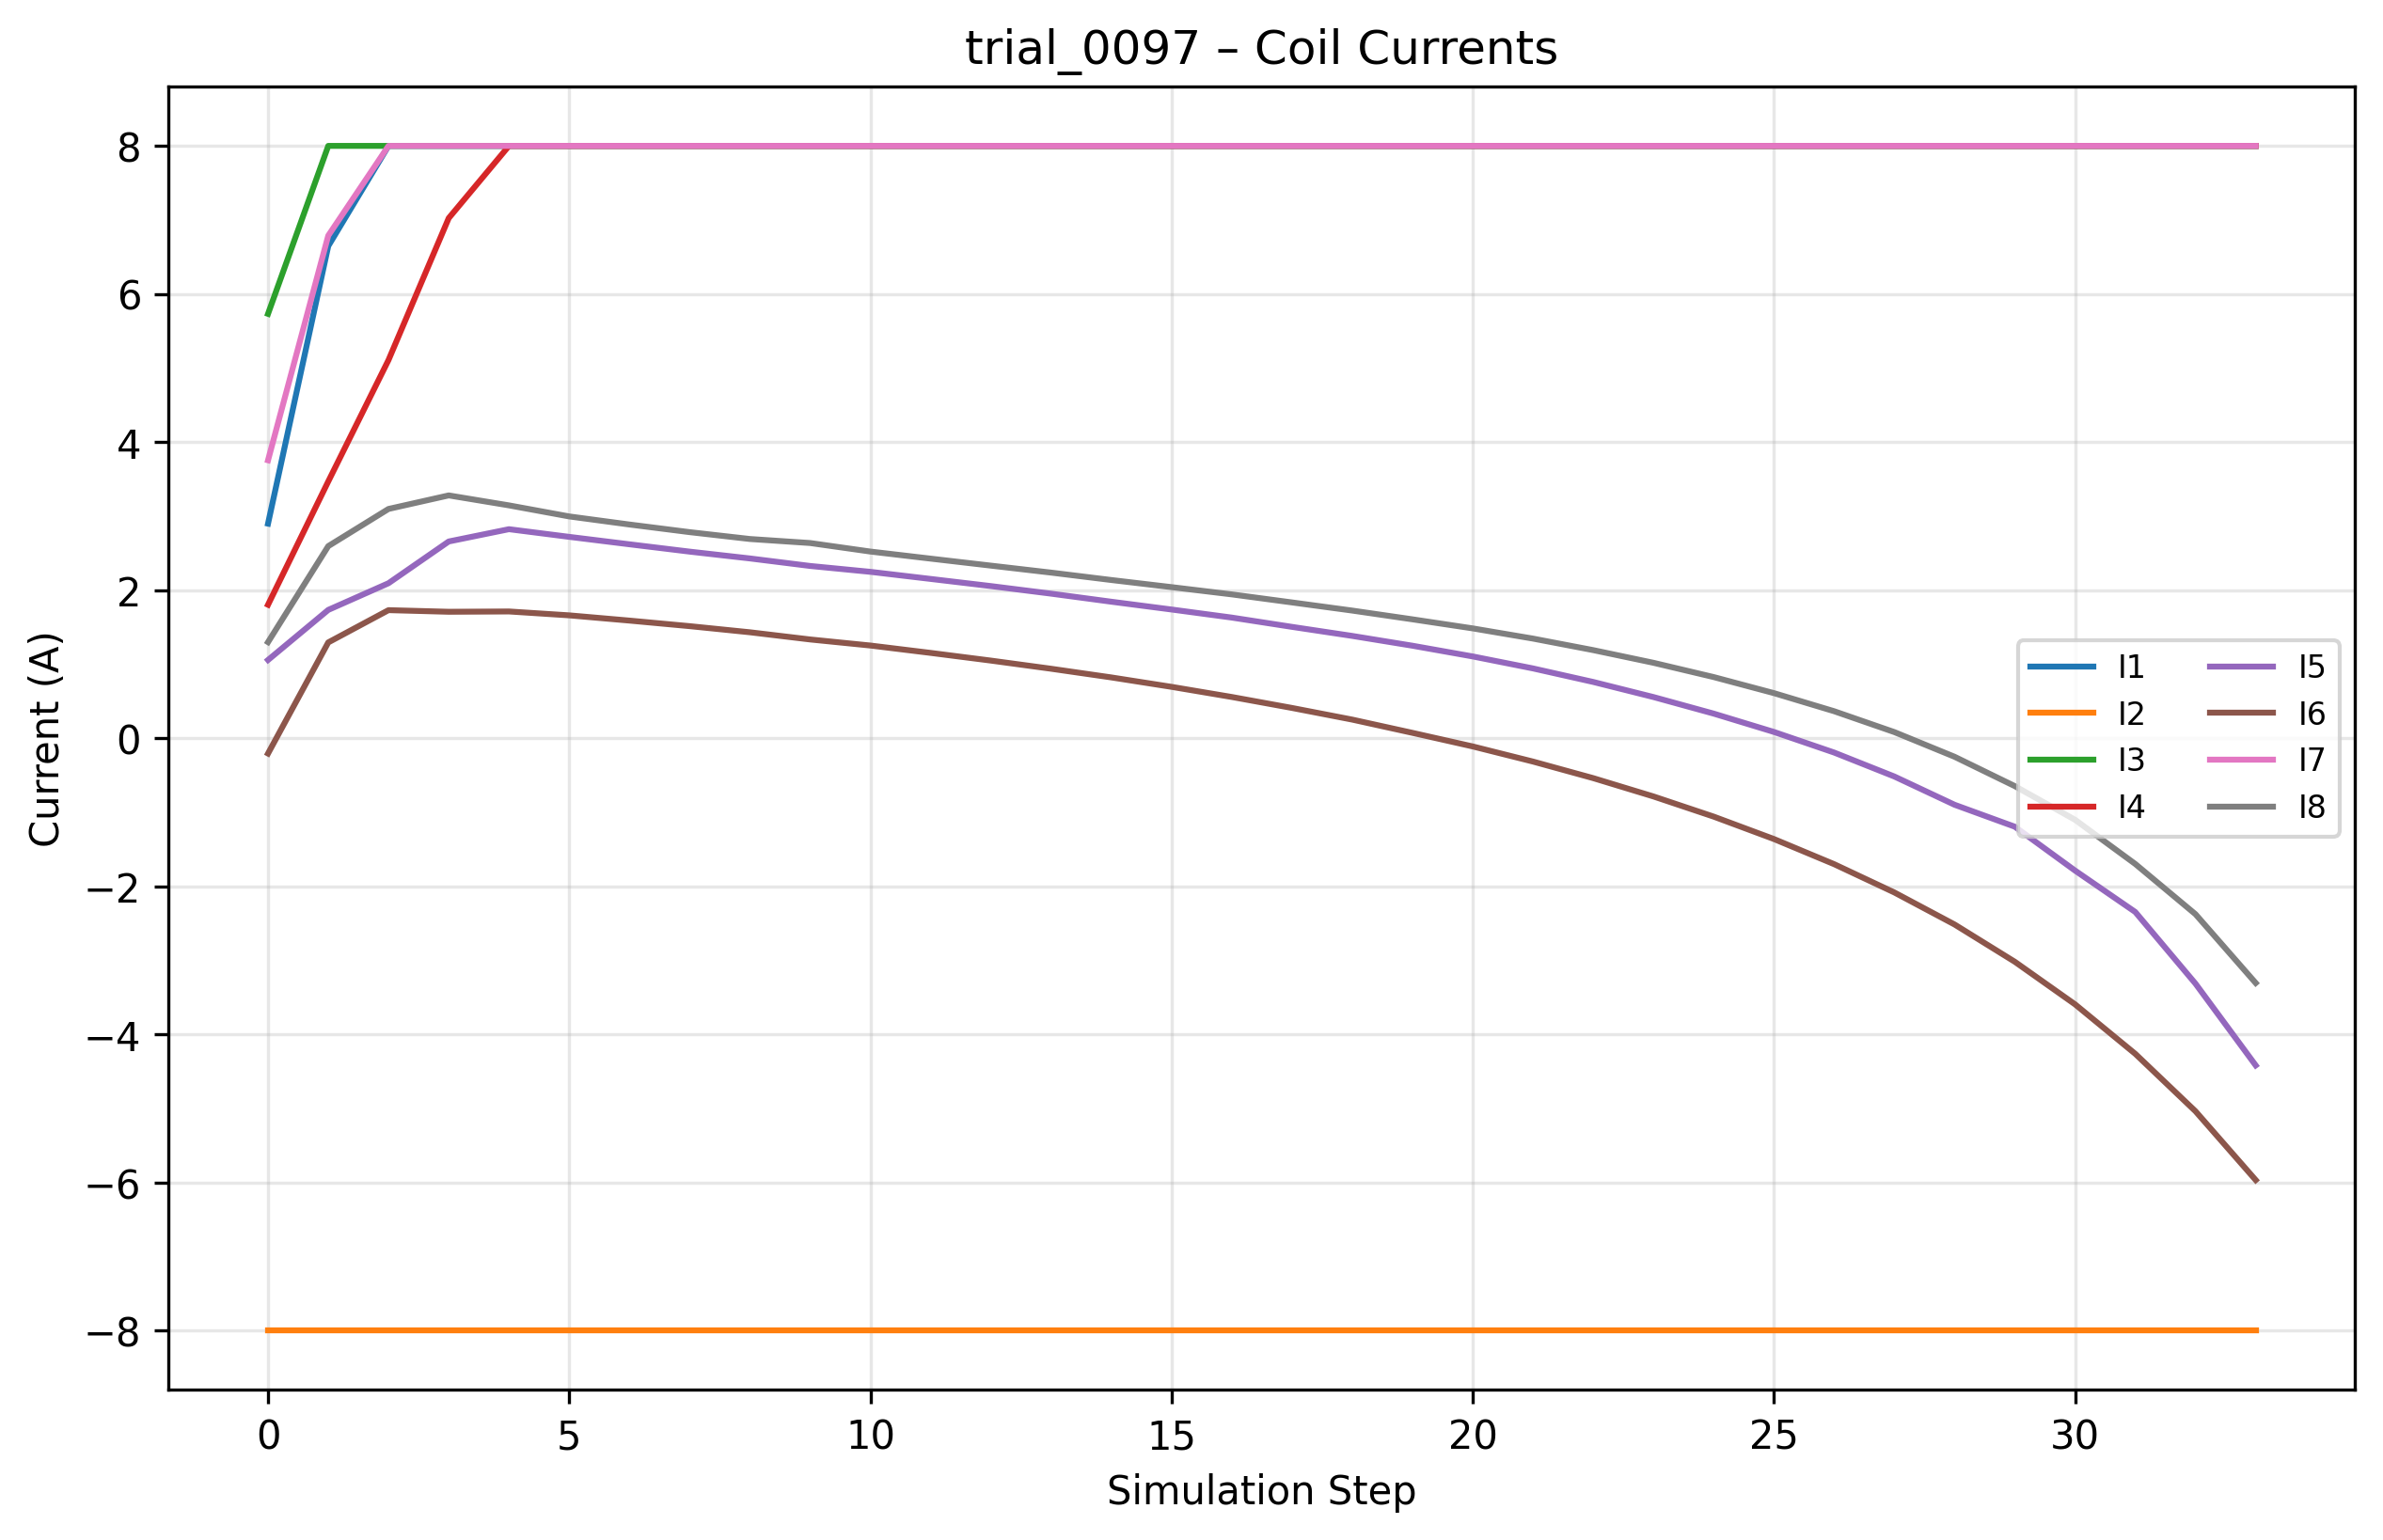 trial_0097 – Coil Currents
Current (A)
8
6
4
2
0
−2
−4
−6
−8
I1 I5
I2 I6
I3 I7
I4 I8
0 5 10 15 20 25 30
Simulation Step